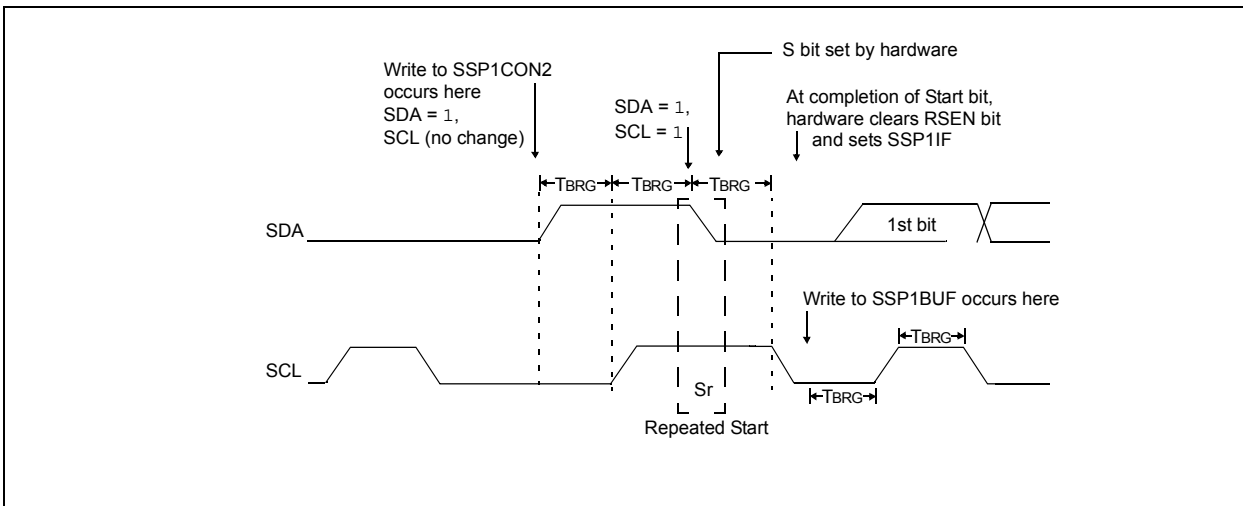 S bit set by hardware
Write to SSP1CON2
occurs here
SDA = 1,
SCL (no change)
SDA = 1,
SCL = 1
At completion of Start bit,
hardware clears RSEN bit
and sets SSP1IF
TBRG
TBRG
TBRG
SDA
1st bit
Write to SSP1BUF occurs here
TBRG
SCL
Sr
TBRG
Repeated Start